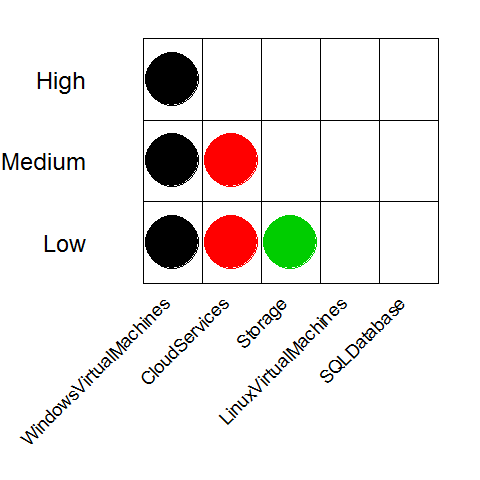 High
Medium
Low
WindowsVirtualMachines
CloudServices
Storage
LinuxVirtualMachines
SQLDatabase